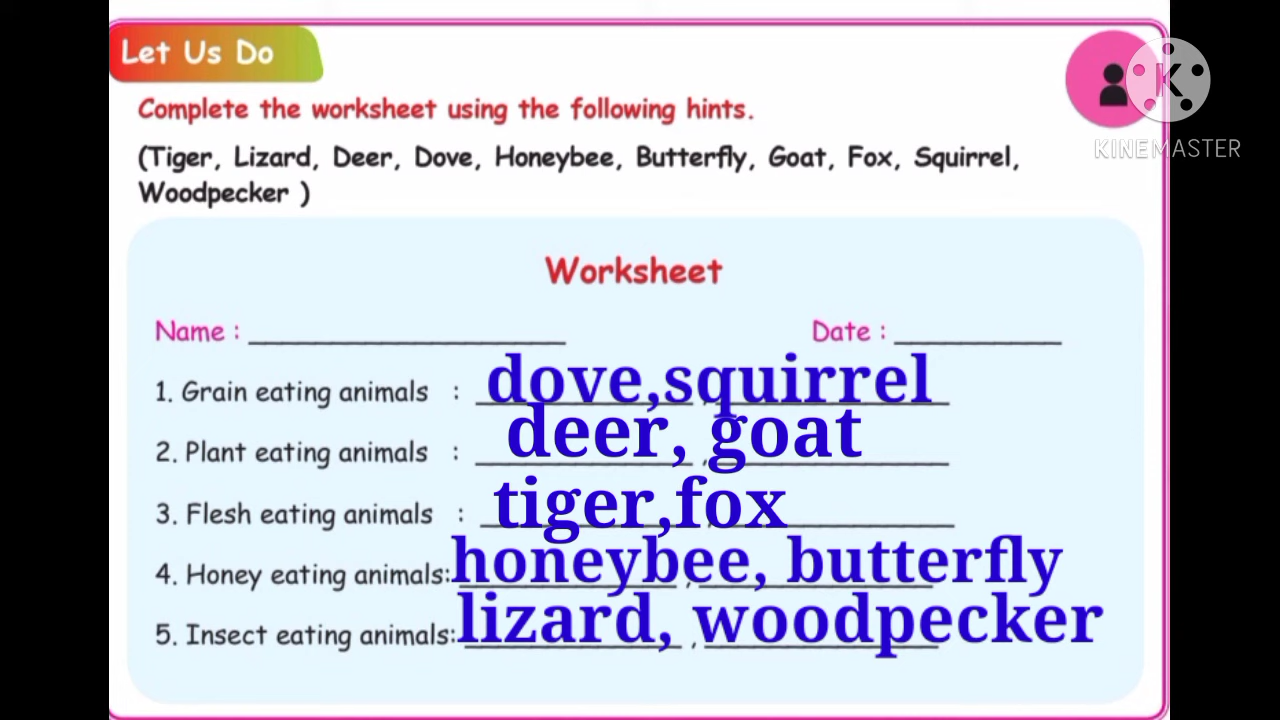 Let Us Do
Complete the worksheet using the following hints.
KINEMASTER
(Tiger, Lizard, Deer, Dove, Honeybee, Butterfly, Goat, Fox, Squirrel,
Woodpecker )
Worksheet
Name : ____________________ Date : ____________
1. Grain eating animals : dove,squirrel
2. Plant eating animals : deer, goat
3. Flesh eating animals : tiger,fox
4. Honey eating animals: honeybee, butterfly
5. Insect eating animals: lizard, woodpecker